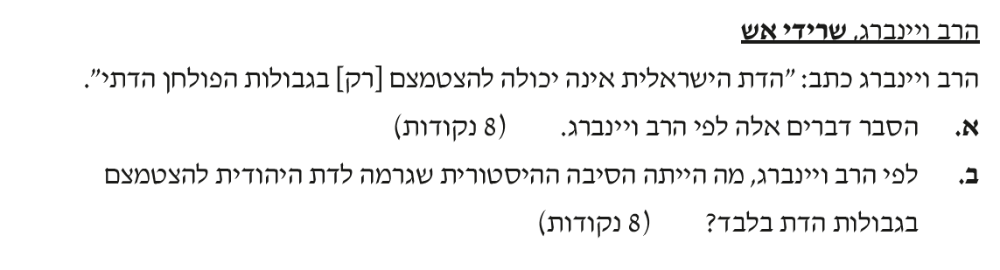 הרב ויינברג, שרידי אש
הרב ויינברג כתב: "הדת הישראלית אינה יכולה להצטמצם [רק] בגבולות הפולחן הדתי".
א. הסבר דברים אלה לפי הרב ויינברג. (8 נקודות)
ב. לפי הרב ויינברג, מה הייתה הסיבה ההיסטורית שגרמה לדת היהודית להצטמצם
בגבולות הדת בלבד? (8 נקודות)